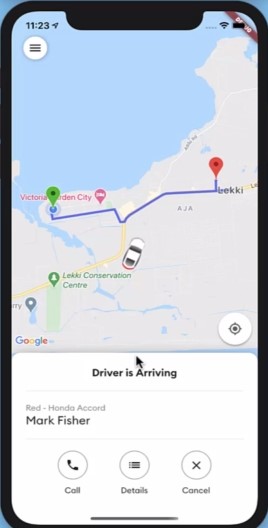 11:23
Victoria Garden City
Lekki
AJA
Lekki Conservation
Centre
rry
Google
Driver is Arriving
Red - Honda Accord
Mark Fisher
Call
Details
Cancel